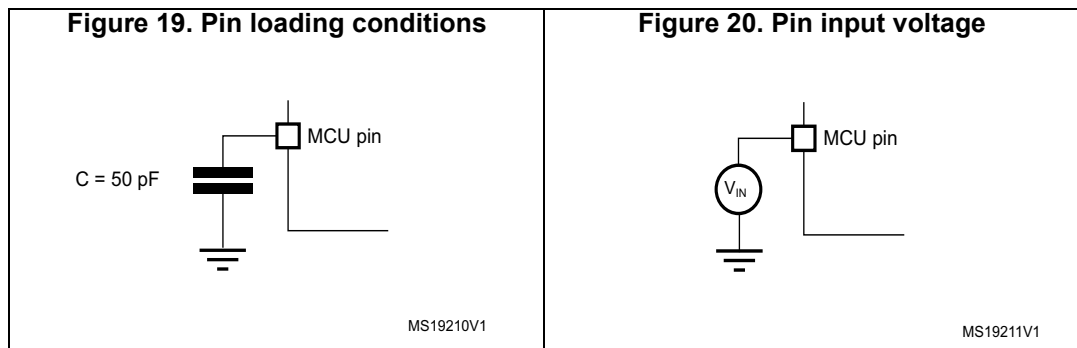 Figure 19. Pin loading conditions
MCU pin
C = 50 pF
MS19210V1
Figure 20. Pin input voltage
MCU pin
VIN
MS19211V1